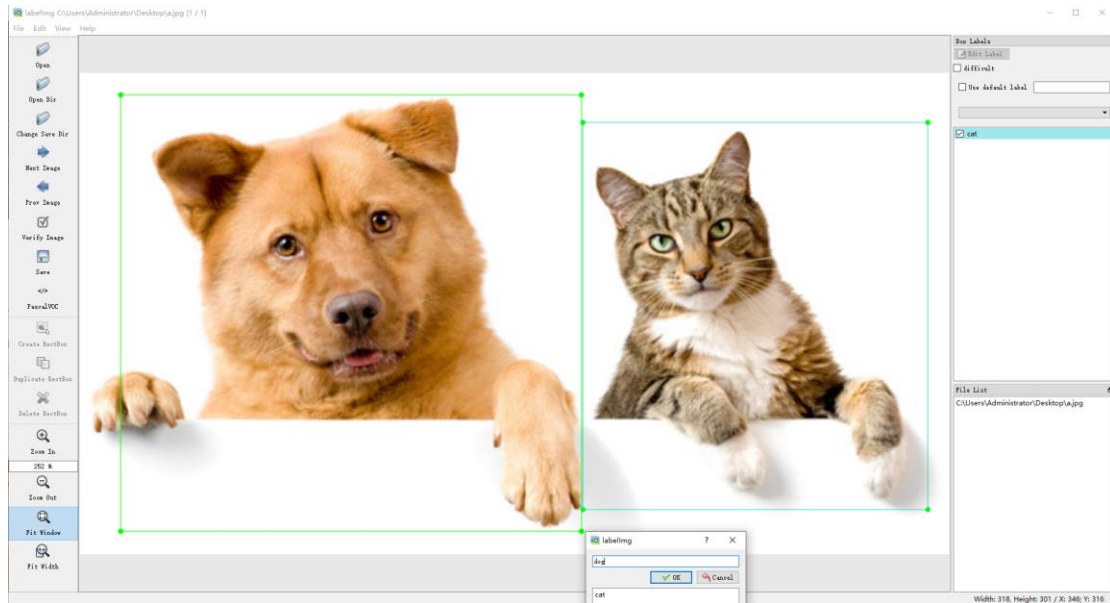 labelImg C:\Users\Administrator\Desktop\a.jpg [1 / 1]
File Edit View Help
Open
Open Dir
Change Save Dir
Next Image
Prev Image
Verify Image
Save
</>
PascalVOC
Create RectBox
Duplicate RectBox
Delete RectBox
Zoom In
252 %
Zoom Out
Fit Window
Fit Width
Box Labels
Edit Label
difficult
Use default label
cat
File List
C:\Users\Administrator\Desktop\a.jpg
labelImg ? ×
dog
OK Cancel
cat
Width: 318, Height: 301 / X: 346; Y: 316